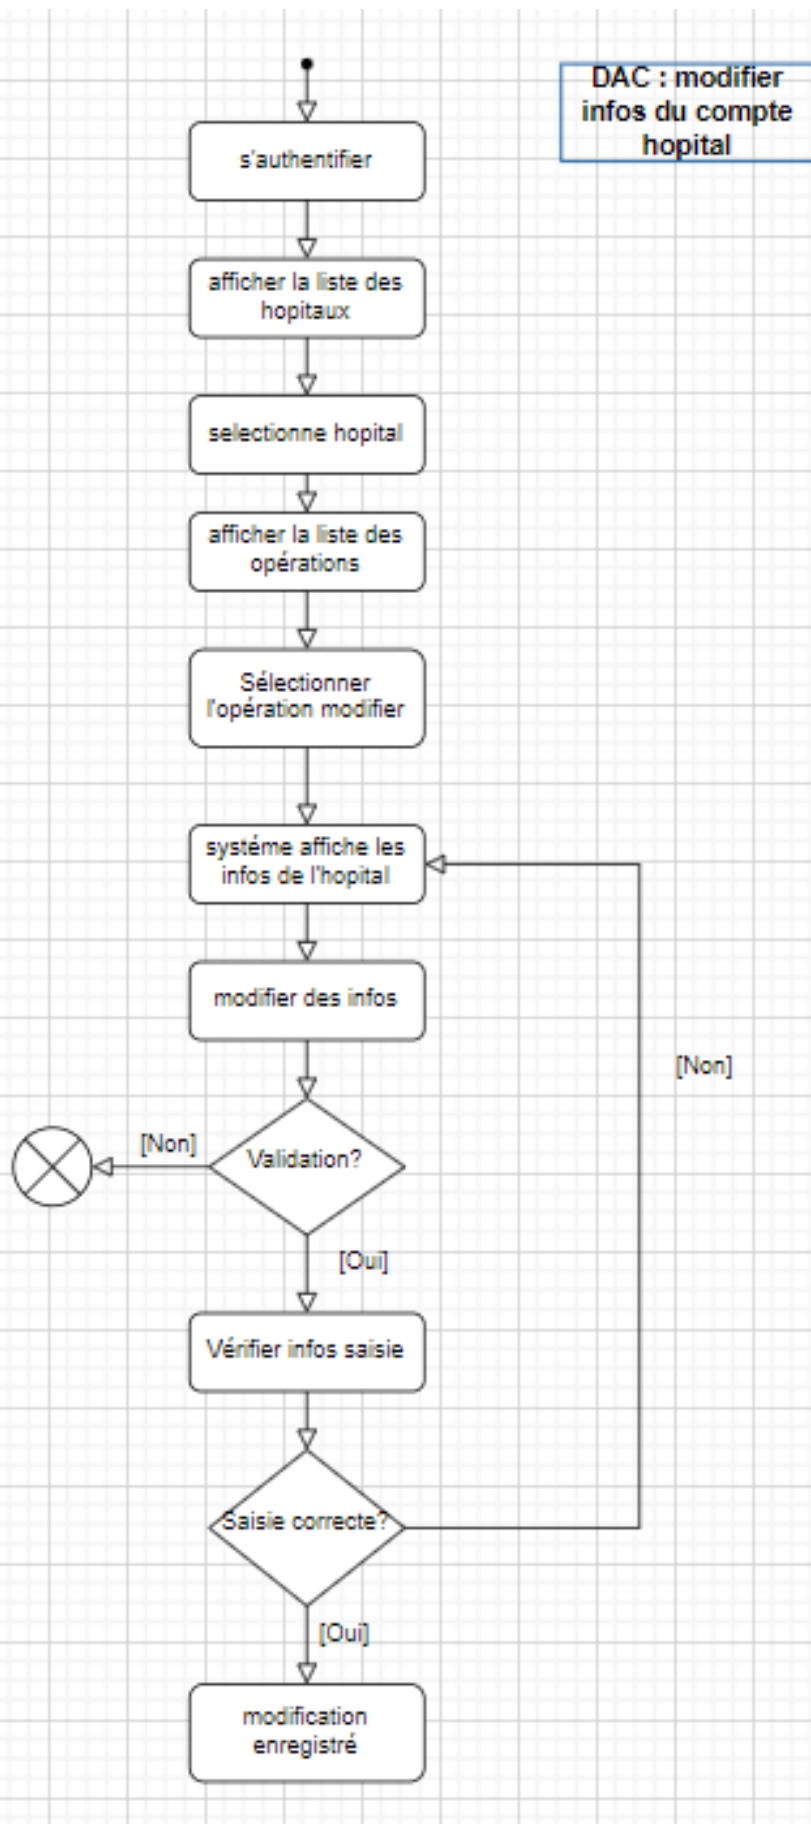 DAC : modifier
infos du compte
hopital
s'authentifier
afficher la liste des
hopitaux
selectionne hopital
afficher la liste des
opérations
Sélectionner
l'opération modifier
systéme affiche les
infos de l'hopital
modifier des infos
[Non]
[Non]
Validation?
[Oui]
Vérifier infos saisie
Saisie correcte?
[Oui]
modification
enregistré